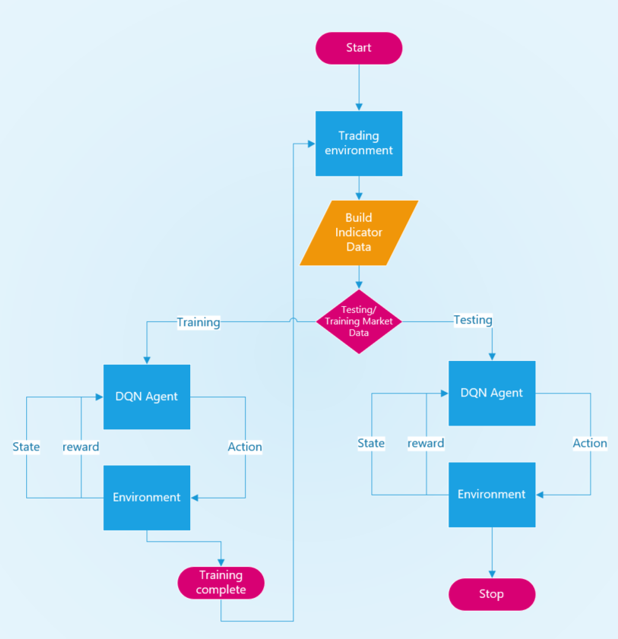 Start
Trading
environment
Build
Indicator
Data
Testing/
Training Market
Data
Training
Testing
DQN Agent
DQN Agent
State
reward
Action
State
reward
Action
Environment
Environment
Training
complete
Stop